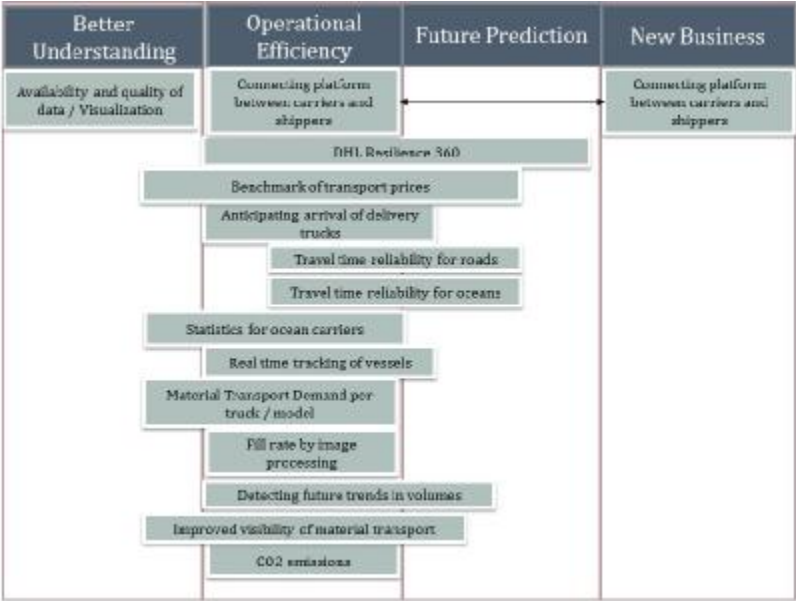 Better
Understanding
Operational
Efficiency
Future Prediction
New Business
Availability and quality of
data / Visualization
Connecting platform
between carriers and
shippers
Connecting platform
between carriers and
shippers
DHL Resilience 360
Benchmark of transport prices
Anticipating arrival of delivery
trucks
Travel time reliability for roads
Travel time reliability for oceans
Statistics for ocean carriers
Real time tracking of vessels
Material Transport Demand per
truck / model
Fill rate by image
processing
Detecting future trends in volumes
Improved visibility of material transport
CO2 emissions